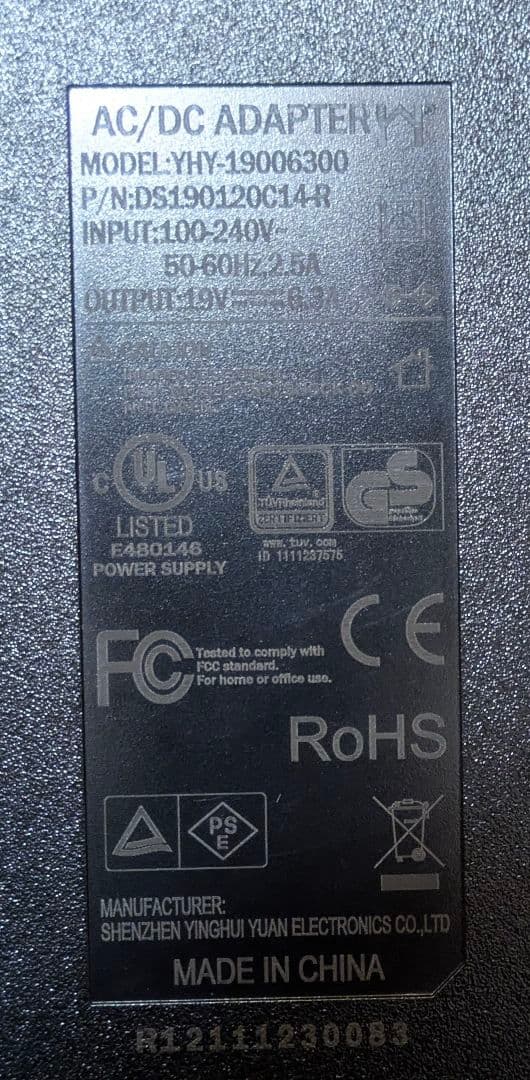 AC/DC ADAPTER
MODEL:YHY-19006300
P/N:DS190120C14-R
INPUT:100-240V~
50-60Hz,2.5A
OUTPUT:19V⎓6.3A
C UL US
LISTED
E480146
POWER SUPPLY
TÜVRheinland
ZERTIFIZIERT
GS
www.tuv.com
ID 1111237575
FC
Tested to comply with
FCC standard.
For home or office use.
CE
RoHS
PS
E
MANUFACTURER:
SHENZHEN YINGHUI YUAN ELECTRONICS CO.,LTD
MADE IN CHINA
R12111230083